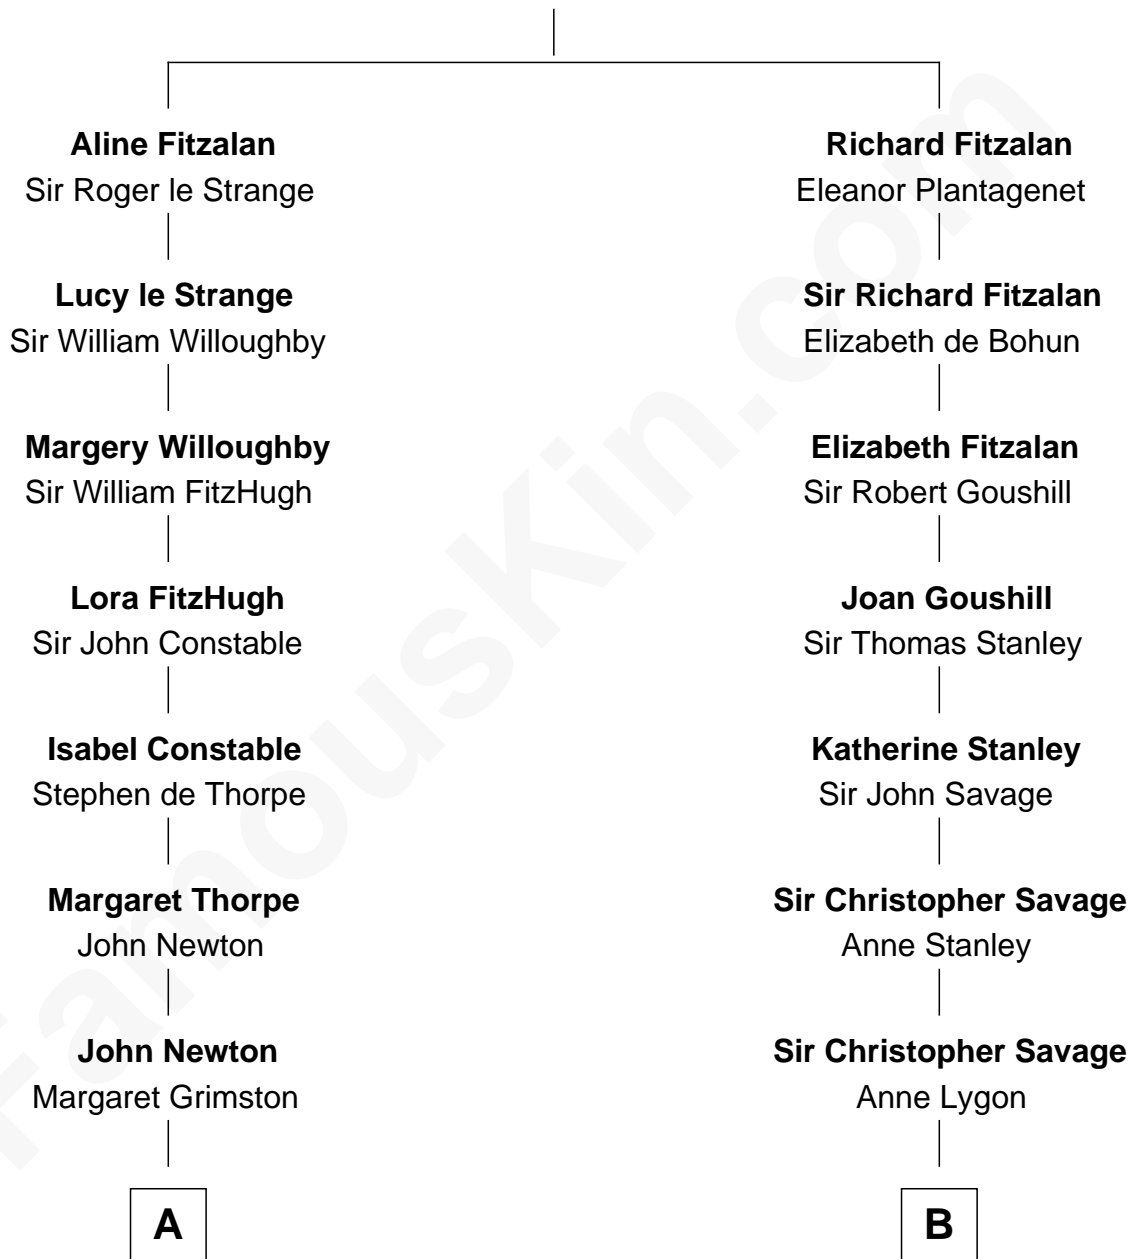 Aline Fitzalan
Sir Roger le Strange
Lucy le Strange
Sir William Willoughby
Margery Willoughby
Sir William FitzHugh
Lora FitzHugh
Sir John Constable
Isabel Constable
Stephen de Thorpe
Margaret Thorpe
John Newton
John Newton
Margaret Grimston
A
Richard Fitzalan
Eleanor Plantagenet
Sir Richard Fitzalan
Elizabeth de Bohun
Elizabeth Fitzalan
Sir Robert Goushill
Joan Goushill
Sir Thomas Stanley
Katherine Stanley
Sir John Savage
Sir Christopher Savage
Anne Stanley
Sir Christopher Savage
Anne Lygon
B
FamousKin.com